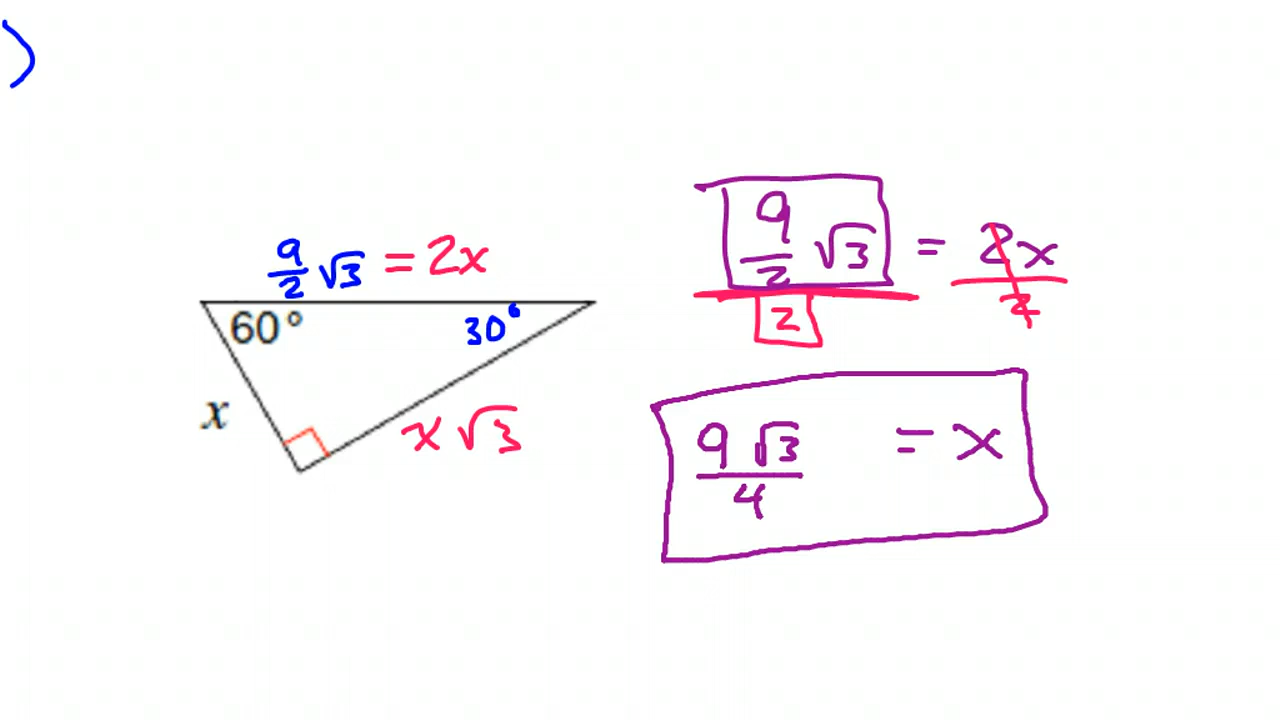 )
9/2 √3 = 2x
60° 30°
x
x √3
9/2 √3 = 2x
2 2
9 √3 = x
4